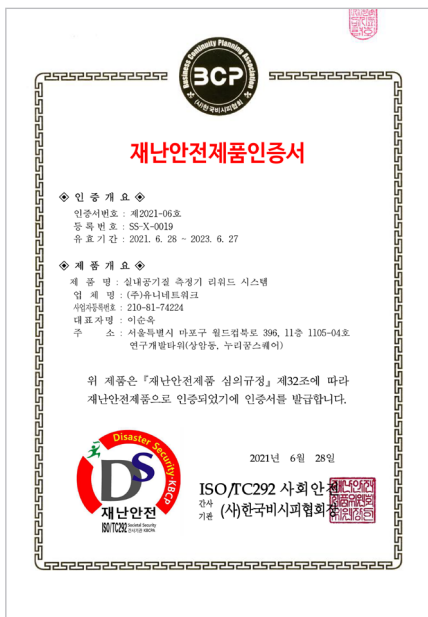 Business Continuity Planning Association
BCP
(사)한국비시피협회
재난안전제품인증서
◈ 인 증 개 요 ◈
인증서번호 : 제2021-06호
등 록 번 호 : SS-X-0019
유 효 기 간 : 2021. 6. 28 ~ 2023. 6. 27
◈ 제 품 개 요 ◈
제 품 명 : 실내공기질 측정기 리워드 시스템
업 체 명 : (주)유니네트워크
사업자등록번호 : 210-81-74224
대 표 자 명 : 이순옥
주 소 : 서울특별시 마포구 월드컵북로 396, 11층 1105-04호
연구개발타워(상암동, 누리꿈스퀘어)
위 제품은『재난안전제품 심의규정』제32조에 따라
재난안전제품으로 인증되었기에 인증서를 발급합니다.
Disaster Security-KBCP
DS
재난안전
ISO/TC292 Societal Security
간사기관 KBCPA
2021년 6월 28일
ISO/TC292 사회안전
간사
기관 (사)한국비시피협회장